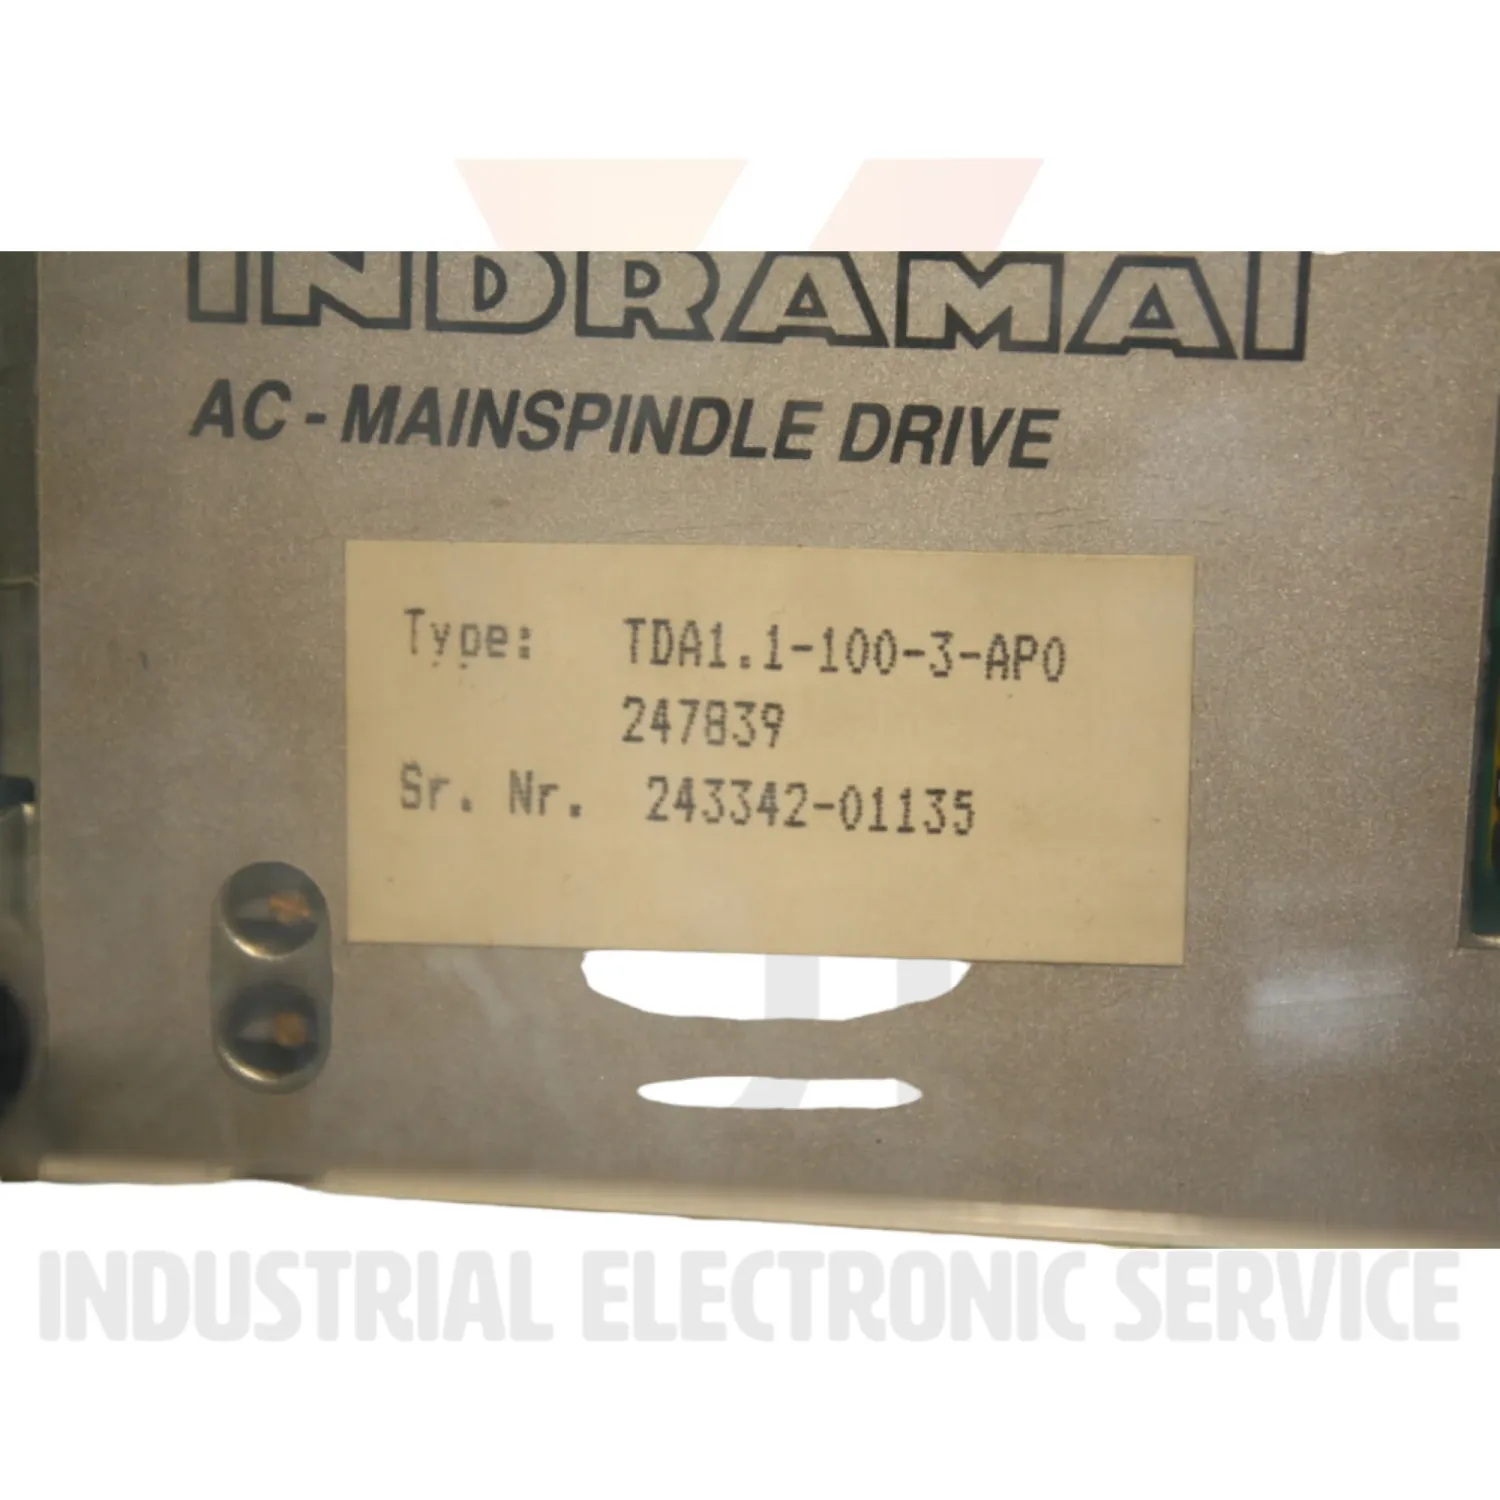 INDRAMAT
AC - MAINSPINDLE DRIVE
Type: TDA1.1-100-3-AP0
247839
Sr. Nr. 243342-01135
INDUSTRIAL ELECTRONIC SERVICE